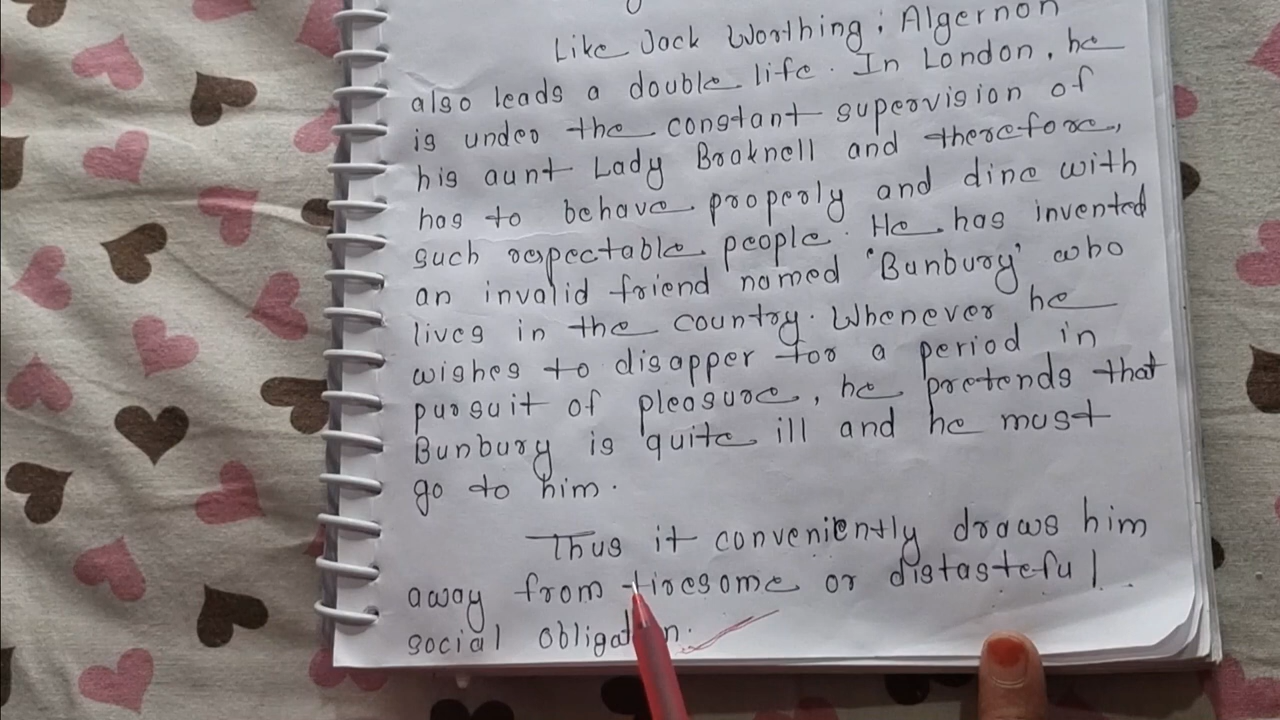 Like Jack Worthing, Algernon
also leads a double life. In London, he
is under the constant supervision of
his aunt Lady Braknell and therefore,
has to behave properly and dine with
such respectable people. He has invented
an invalid friend named 'Bunbury' who
lives in the country. Whenever he
wishes to disapper for a period in
pursuit of pleasure, he pretends that
Bunbury is quite ill and he must
go to him.
Thus it conveniently draws him
away from tiresome or distasteful
social